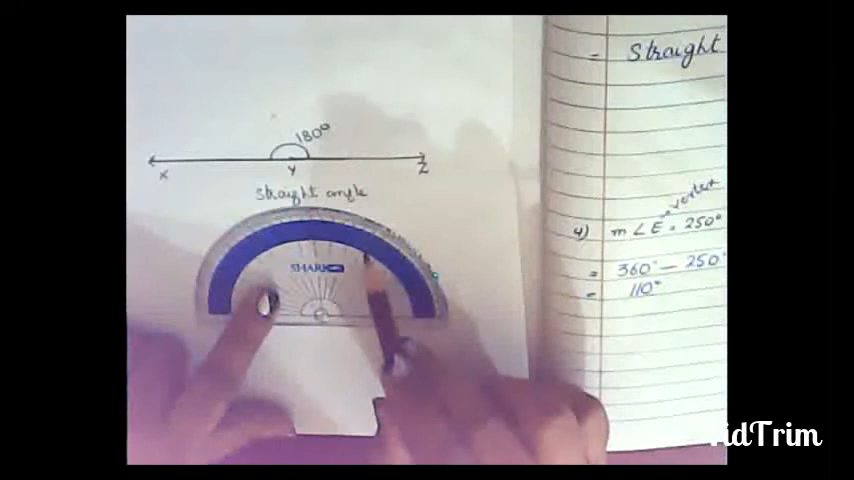 180°
X Y Z
Straight angle
SHARK
= Straight
vertex
4) m∠E = 250°
= 360° - 250°
= 110°
idTrim